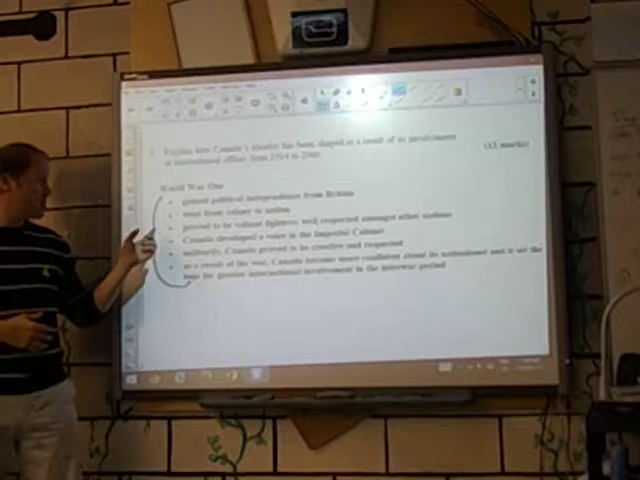 Explain how Canada's identity has been shaped as a result of its involvement
in international affairs from 1914 to 2000. (12 marks)
World War One
gained political independence from Britain
went from colony to nation
proved to be valiant fighters; well respected amongst other nations
Canada developed a voice in the Imperial Cabinet
militarily, Canada proved to be creative and respected
as a result of the war, Canada became more confident about its nationhood and it set the
tone for greater international involvement in the interwar period